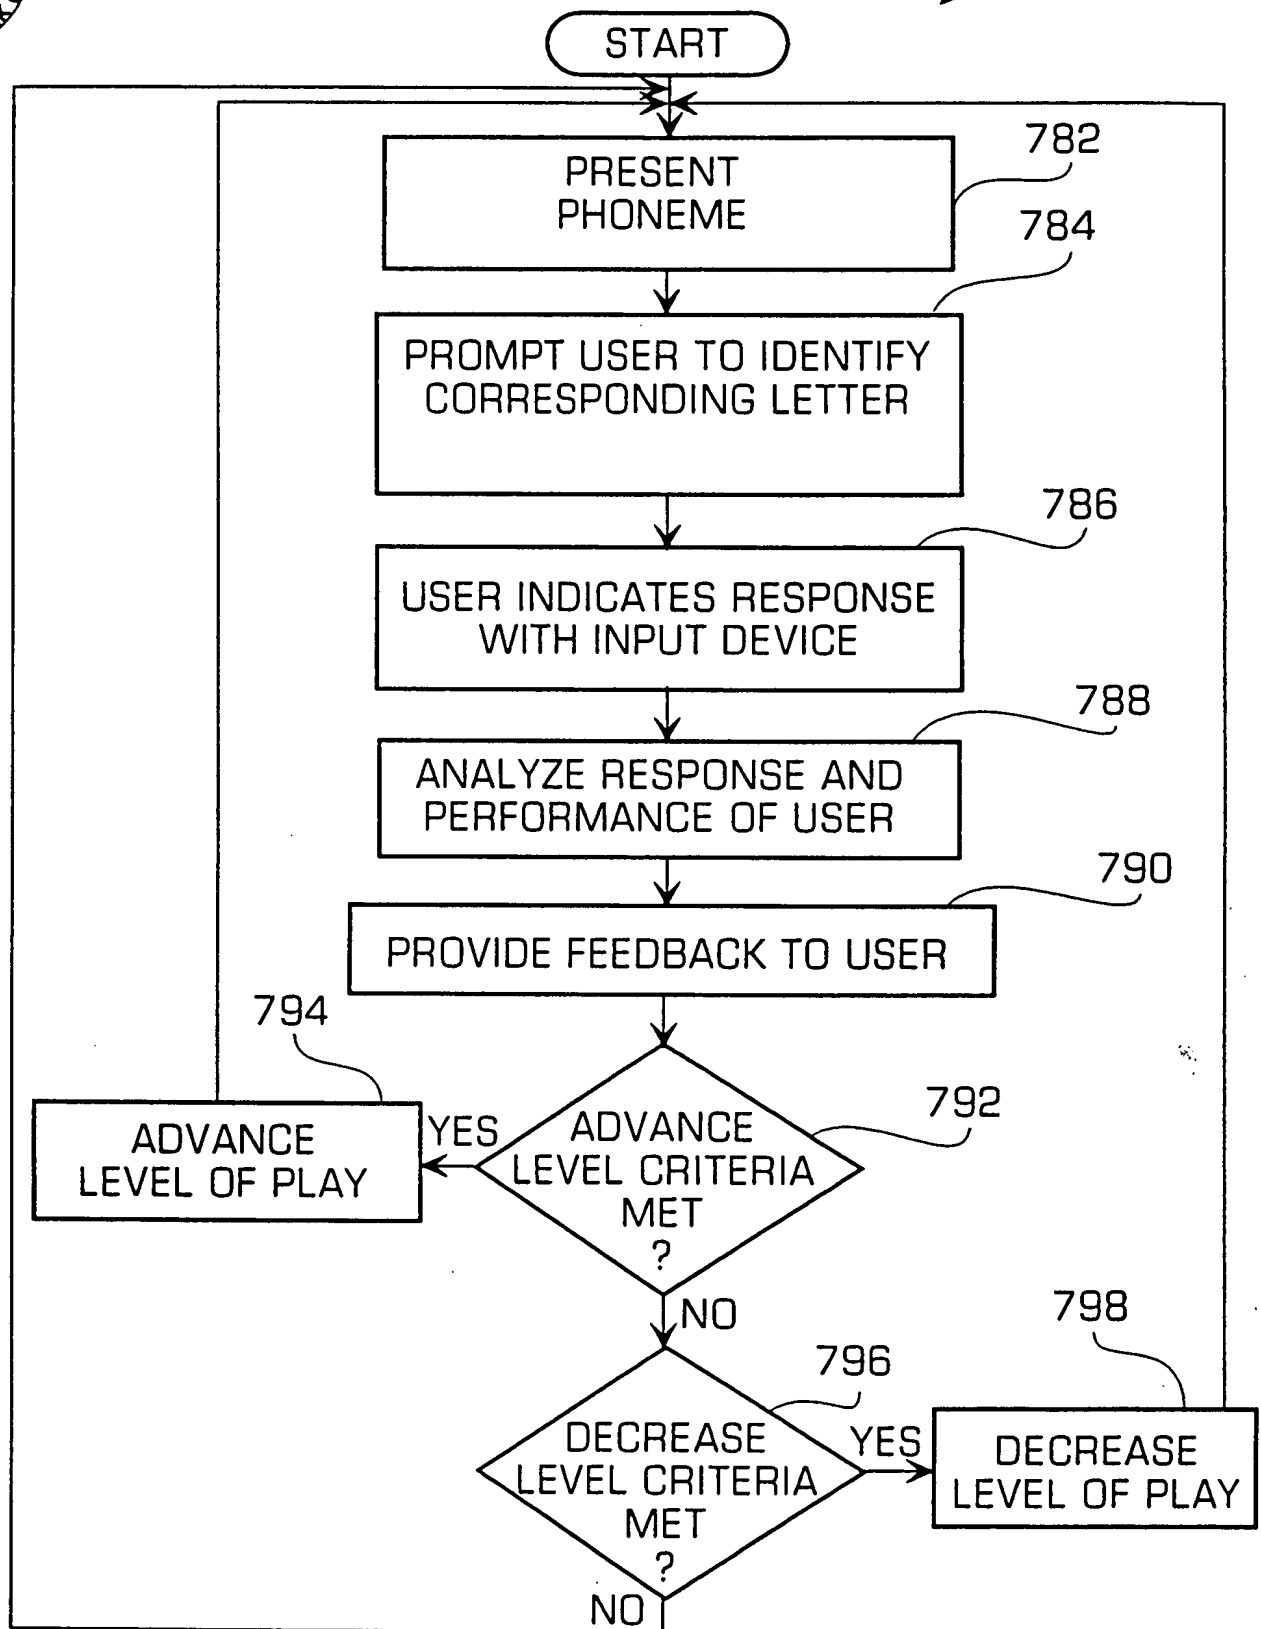 START
782
PRESENT
PHONEME
784
PROMPT USER TO IDENTIFY
CORRESPONDING LETTER
786
USER INDICATES RESPONSE
WITH INPUT DEVICE
788
ANALYZE RESPONSE AND
PERFORMANCE OF USER
790
PROVIDE FEEDBACK TO USER
794
792
ADVANCE
LEVEL OF PLAY
YES
ADVANCE
LEVEL CRITERIA
MET
?
NO
798
796
DECREASE
LEVEL CRITERIA
MET
?
YES
DECREASE
LEVEL OF PLAY
NO